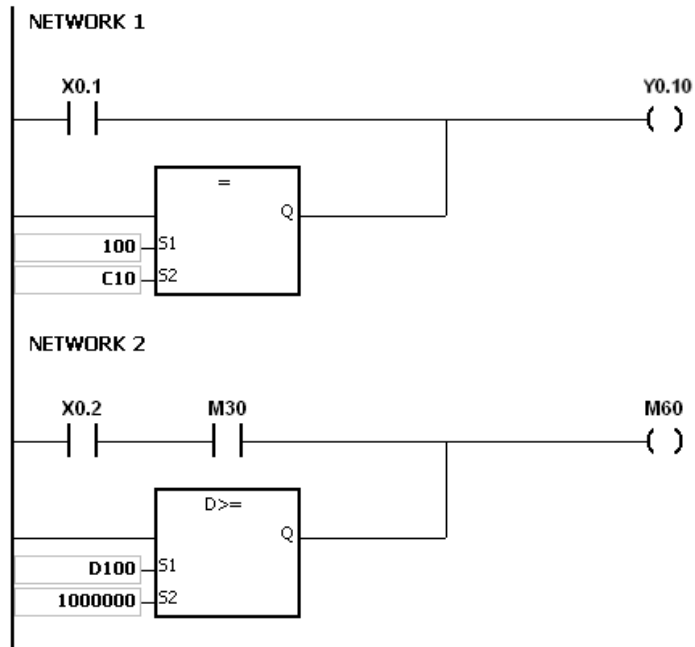 NETWORK 1
X0.1 Y0.10
=
Q
100 S1
C10 S2
NETWORK 2
X0.2 M30 M60
D>=
Q
D100 S1
1000000 S2